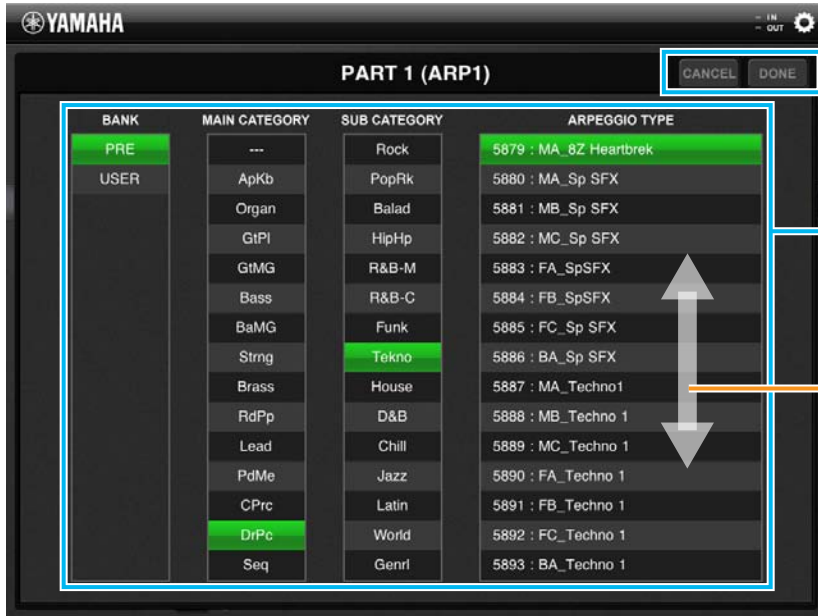 YAMAHA
IN
OUT
PART 1 (ARP1)
CANCEL DONE
BANK MAIN CATEGORY SUB CATEGORY ARPEGGIO TYPE
PRE --- Rock 5879 : MA_8Z Heartbrek
USER ApKb PopRk 5880 : MA_Sp SFX
Organ Balad 5881 : MB_Sp SFX
GtPl HipHp 5882 : MC_Sp SFX
GtMG R&B-M 5883 : FA_SpSFX
Bass R&B-C 5884 : FB_SpSFX
BaMG Funk 5885 : FC_Sp SFX
Strng Tekno 5886 : BA_Sp SFX
Brass House 5887 : MA_Techno1
RdPp D&B 5888 : MB_Techno 1
Lead Chill 5889 : MC_Techno 1
PdMe Jazz 5890 : FA_Techno 1
CPrc Latin 5891 : FB_Techno 1
DrPc World 5892 : FC_Techno 1
Seq Genrl 5893 : BA_Techno 1